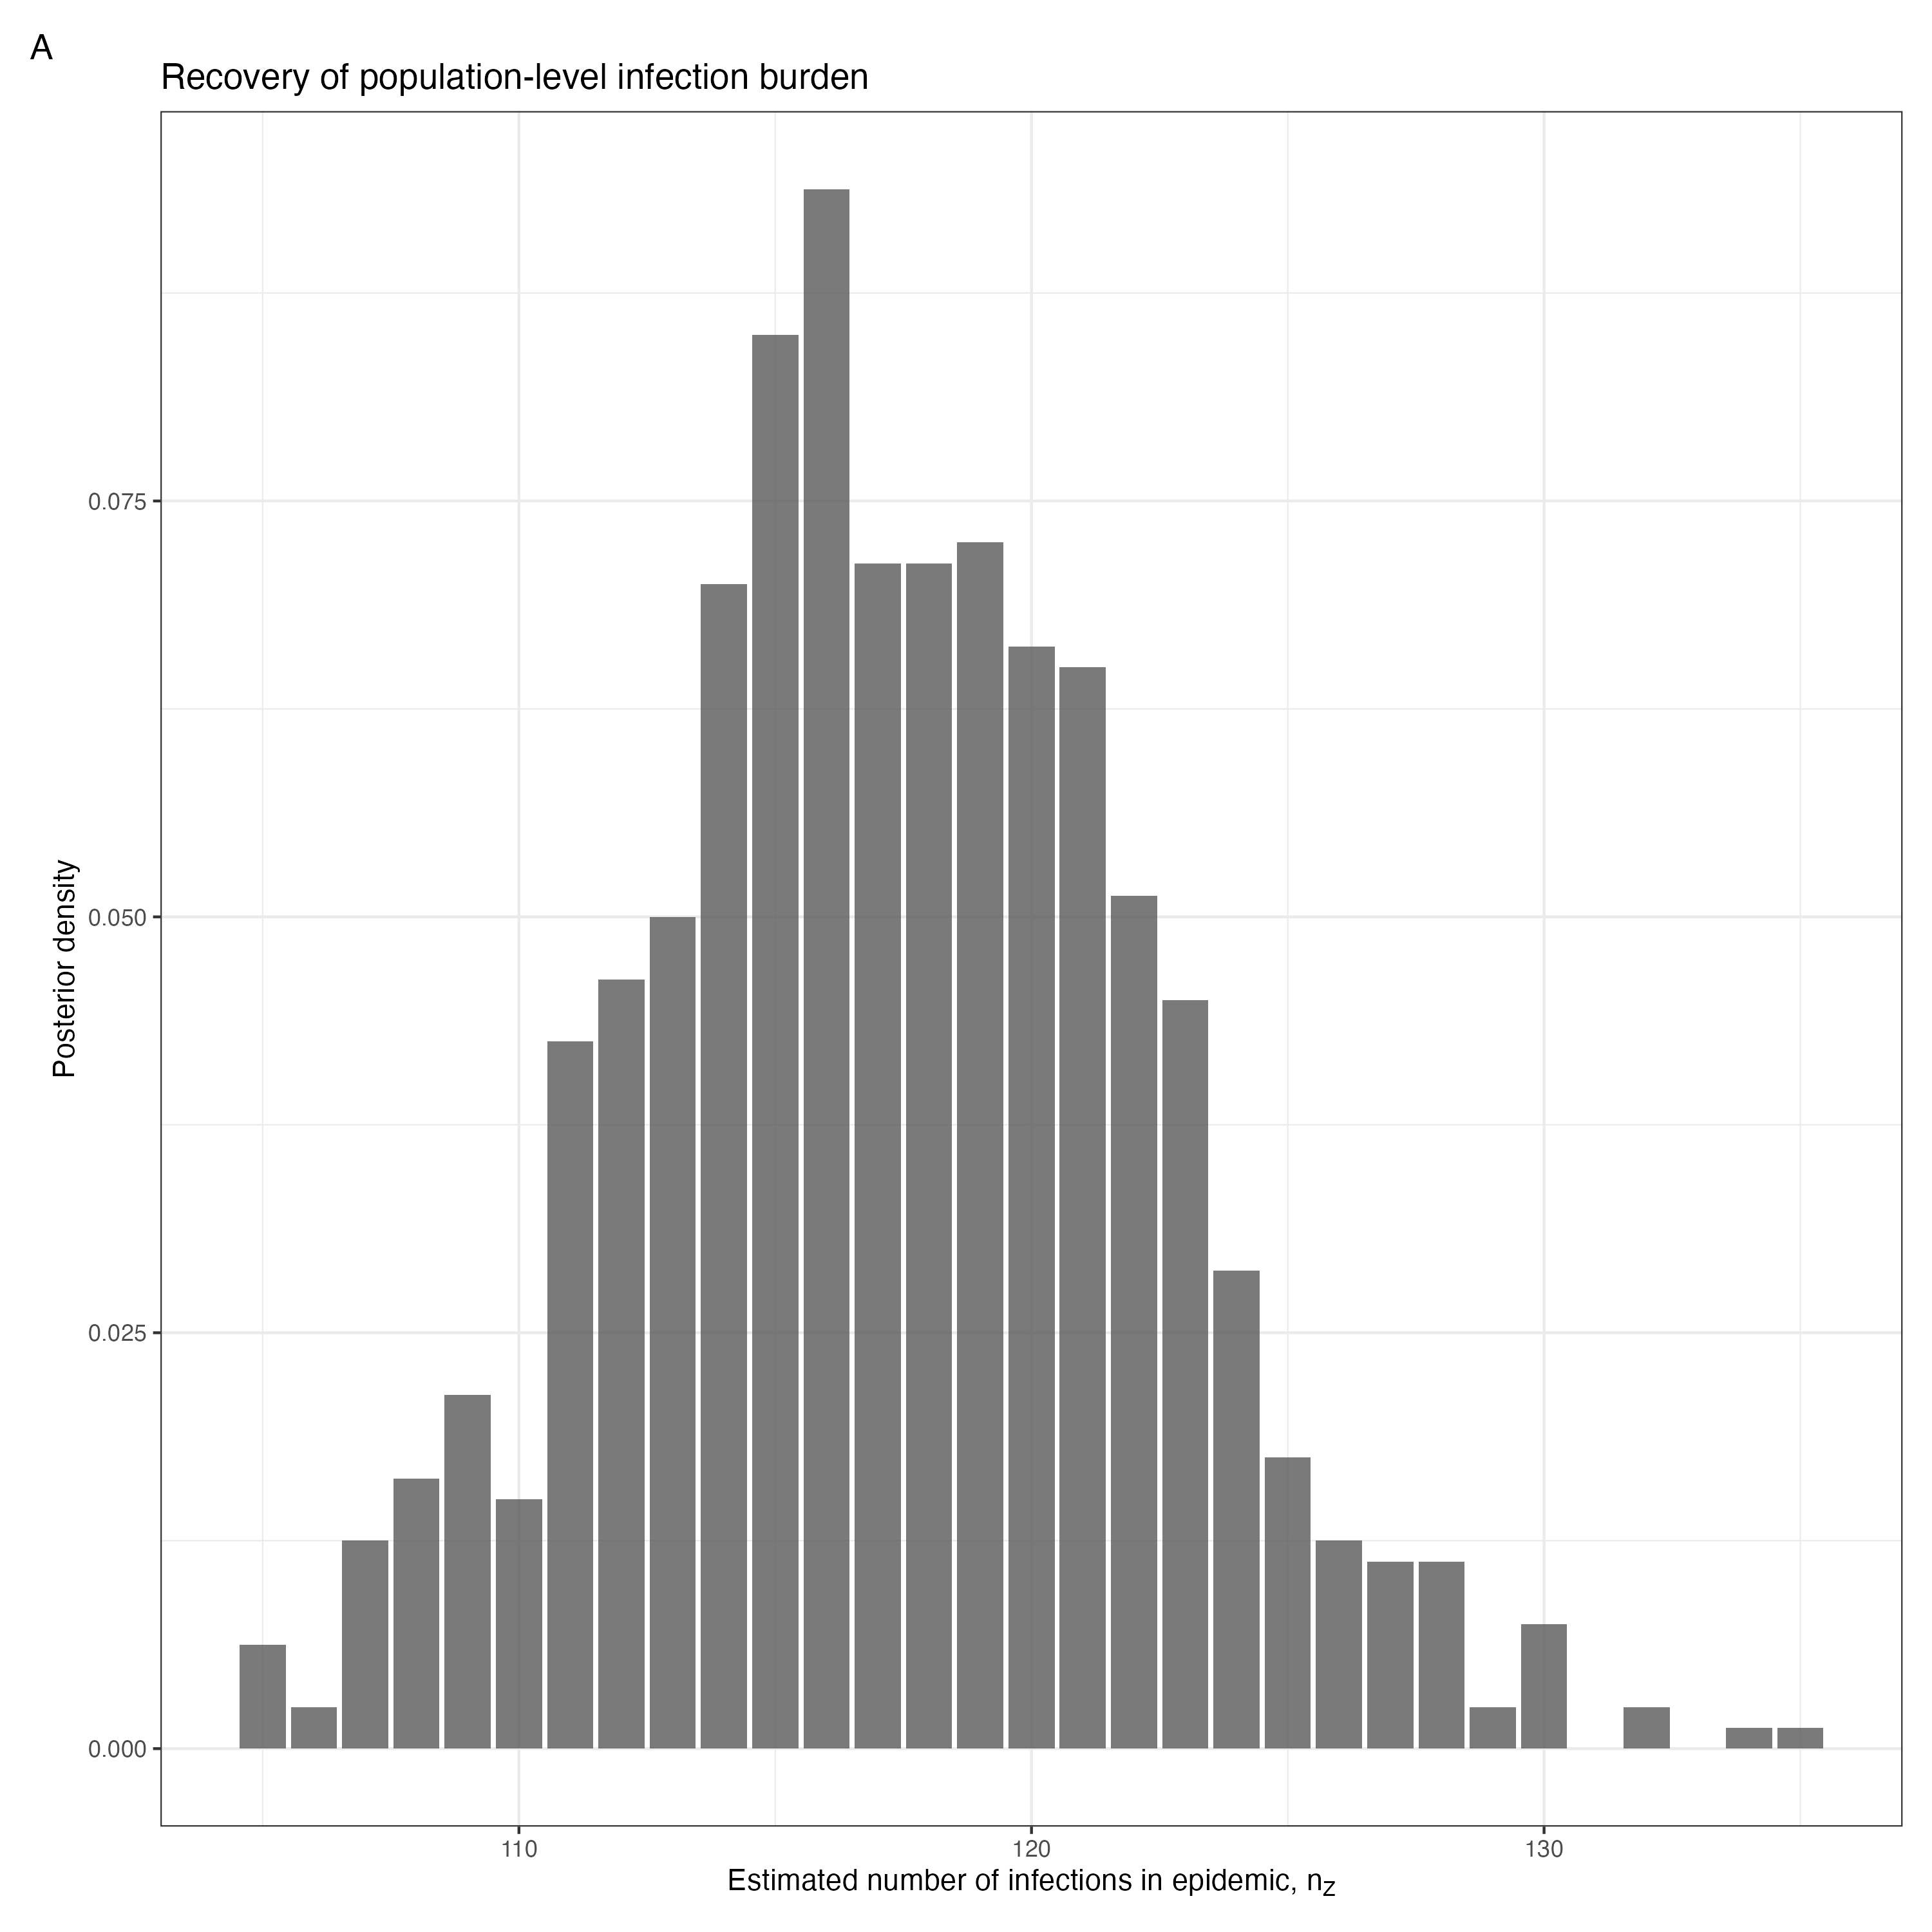 A
Recovery of population-level infection burden
Posterior density
0.075
0.050
0.025
0.000
110 120 130
Estimated number of infections in epidemic, nZ